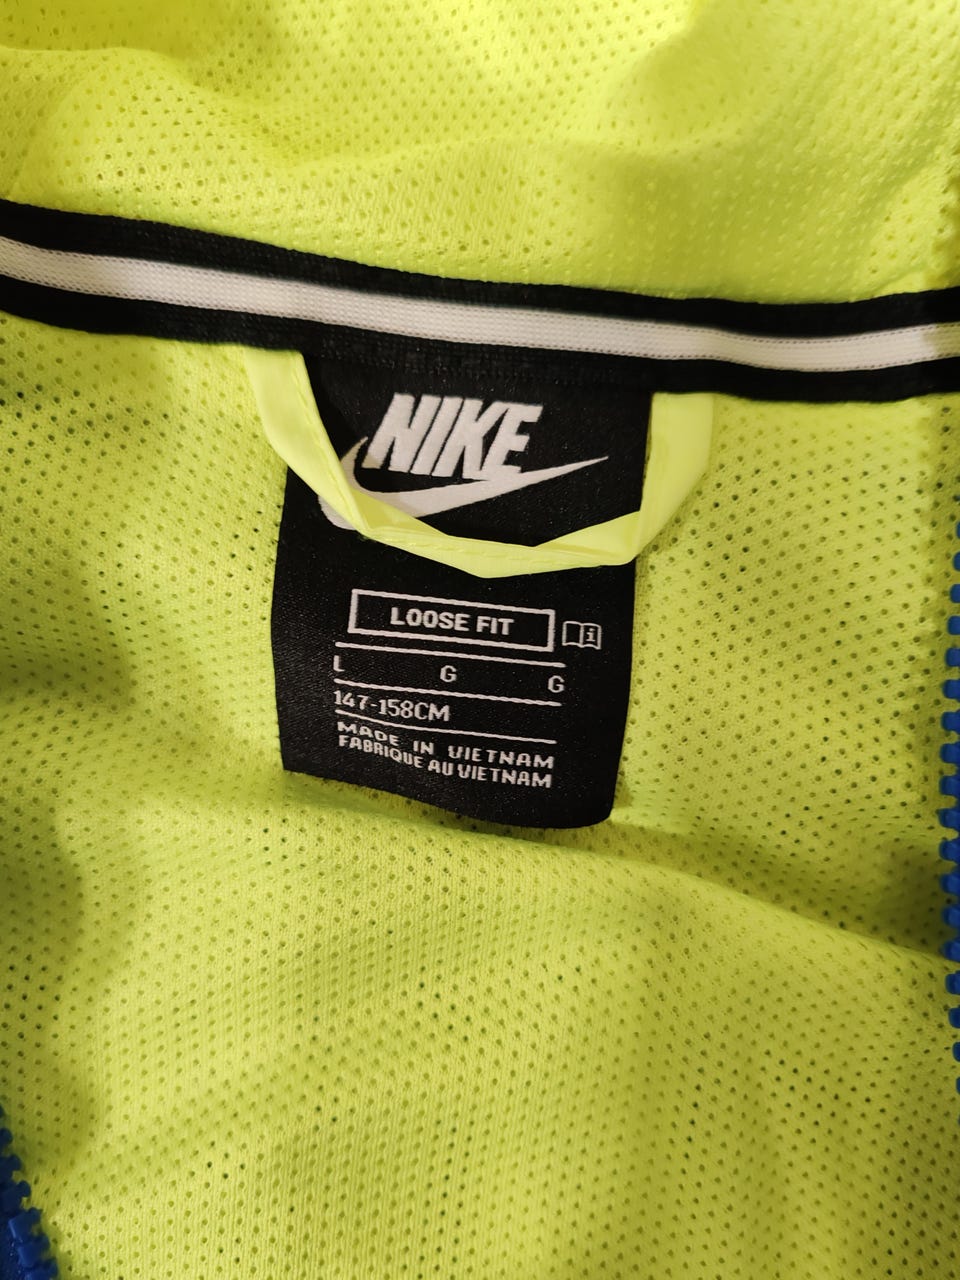 NIKE
LOOSE FIT
L G G
147-158CM
MADE IN VIETNAM
FABRIQUE AU VIETNAM